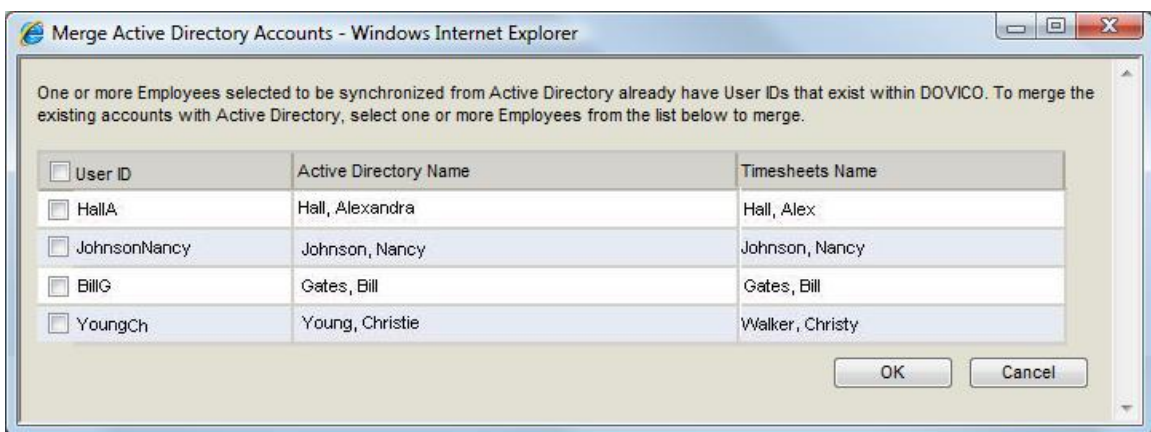 Merge Active Directory Accounts - Windows Internet Explorer
One or more Employees selected to be synchronized from Active Directory already have User IDs that exist within DOVICO. To merge the
existing accounts with Active Directory, select one or more Employees from the list below to merge.
User ID Active Directory Name Timesheets Name
HallA Hall, Alexandra Hall, Alex
JohnsonNancy Johnson, Nancy Johnson, Nancy
BillG Gates, Bill Gates, Bill
YoungCh Young, Christie Walker, Christy
OK Cancel